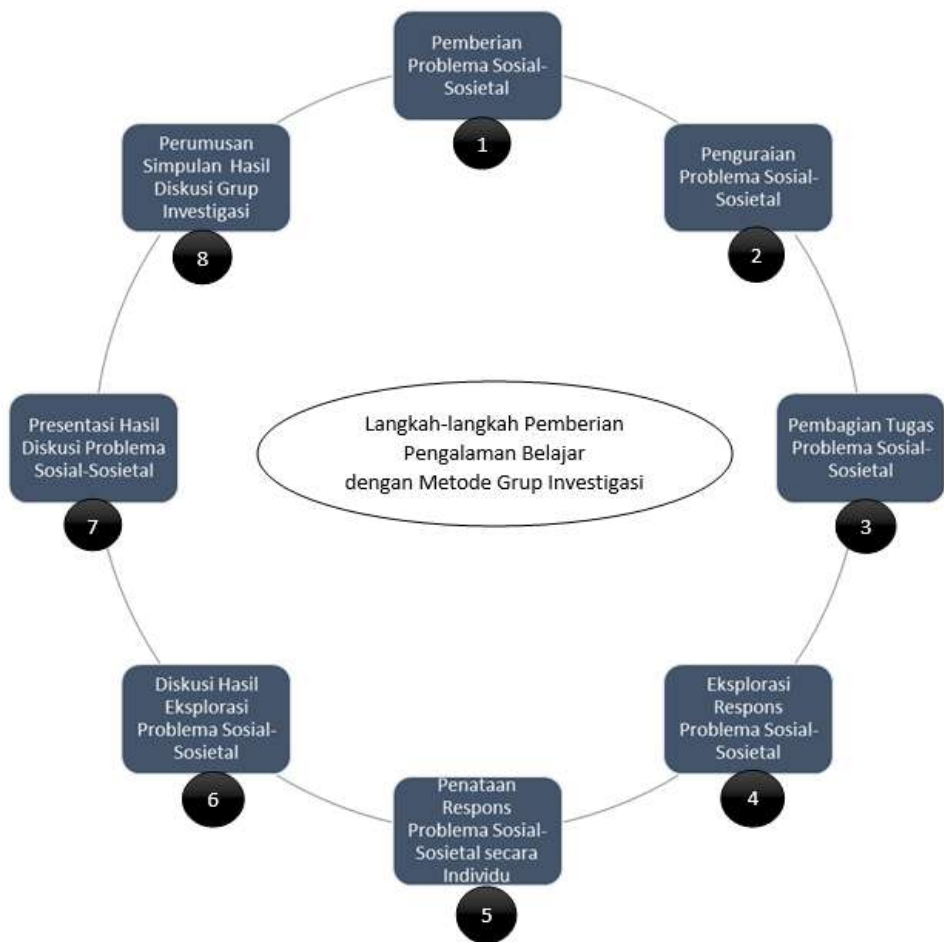 Pemberian
Problema Sosial-
Sosietal
1
Penguraian
Problema Sosial-
Sosietal
2
Pembagian Tugas
Problema Sosial-
Sosietal
3
Eksplorasi
Respons
Problema Sosial-
Sosietal
4
Penataan
Respons
Problema Sosial-
Sosietal secara
Individu
5
Diskusi Hasil
Eksplorasi
Problema Sosial-
Sosietal
6
Presentasi Hasil
Diskusi Problema
Sosial-Sosietal
7
Perumusan
Simpulan Hasil
Diskusi Grup
Investigasi
8
Langkah-langkah Pemberian
Pengalaman Belajar
dengan Metode Grup Investigasi